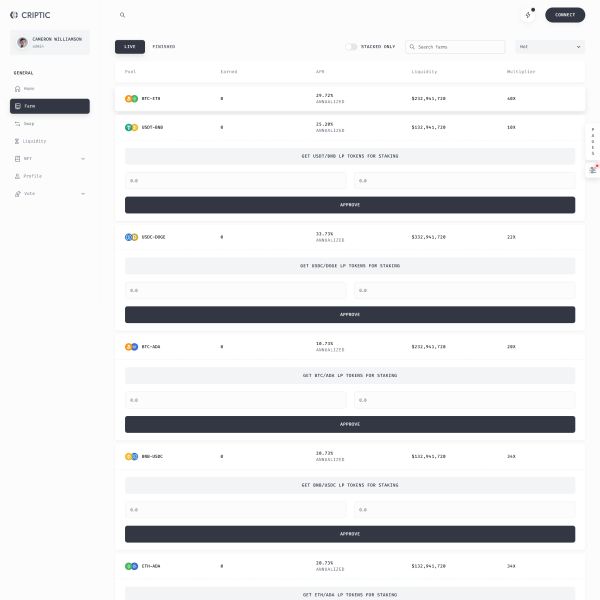 CRIPTIC
CONNECT
CAMERON WILLIAMSON
admin
LIVE
FINISHED
STACKED ONLY
Search Farms
Hot
GENERAL
Home
Farm
Swap
Liquidity
NFT
Profile
Vote
PAGES
Pool Earned APR Liquidity Multiplier
BTC-ETH 0 29.72% ANNUALIZED $232,941,720 40X
USDT-BNB 0 25.20% ANNUALIZED $132,941,720 10X
GET USDT/BNB LP TOKENS FOR STAKING
0.0 0.0
APPROVE
USDC-DOGE 0 33.73% ANNUALIZED $332,941,720 22X
GET USDC/DOGE LP TOKENS FOR STAKING
0.0 0.0
APPROVE
BTC-ADA 0 10.73% ANNUALIZED $232,941,720 20X
GET BTC/ADA LP TOKENS FOR STAKING
0.0 0.0
APPROVE
BNB-USDC 0 20.73% ANNUALIZED $132,941,720 34X
GET BNB/USDC LP TOKENS FOR STAKING
0.0 0.0
APPROVE
ETH-ADA 0 20.73% ANNUALIZED $132,941,720 34X
GET ETH/ADA LP TOKENS FOR STAKING